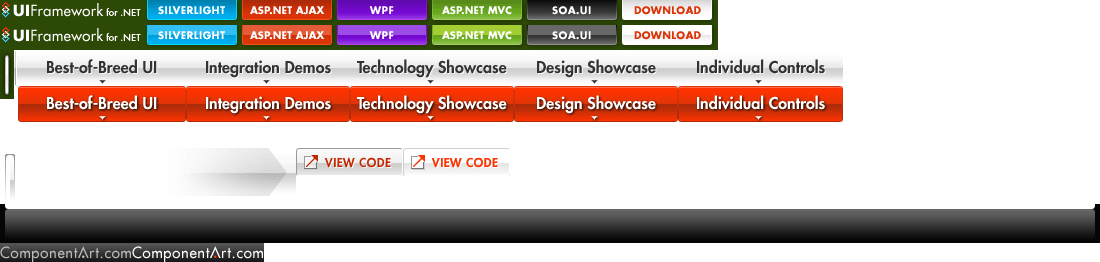 UIFramework for .NET SILVERLIGHT ASP.NET AJAX WPF ASP.NET MVC SOA.UI DOWNLOAD
UIFramework for .NET SILVERLIGHT ASP.NET AJAX WPF ASP.NET MVC SOA.UI DOWNLOAD
Best-of-Breed UI Integration Demos Technology Showcase Design Showcase Individual Controls
Best-of-Breed UI Integration Demos Technology Showcase Design Showcase Individual Controls
VIEW CODE VIEW CODE
ComponentArt.com ComponentArt.com